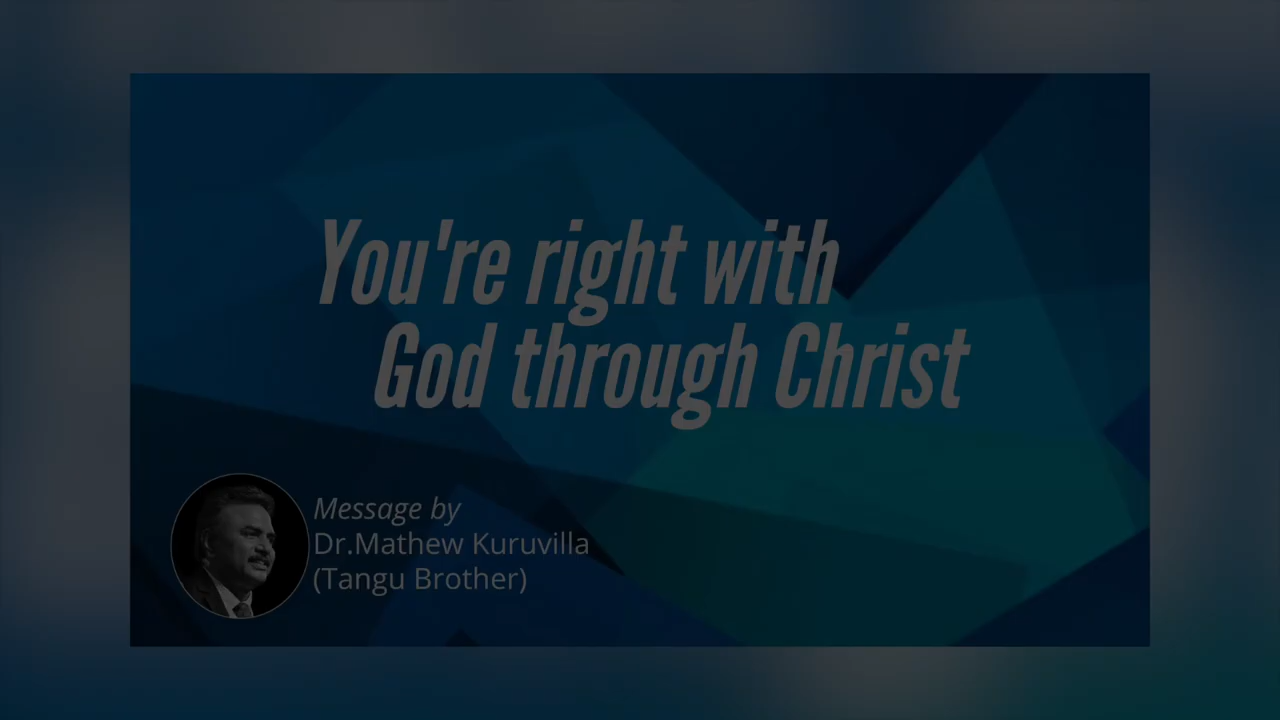 You're right with
God through Christ
Message by
Dr.Mathew Kuruvilla
(Tangu Brother)